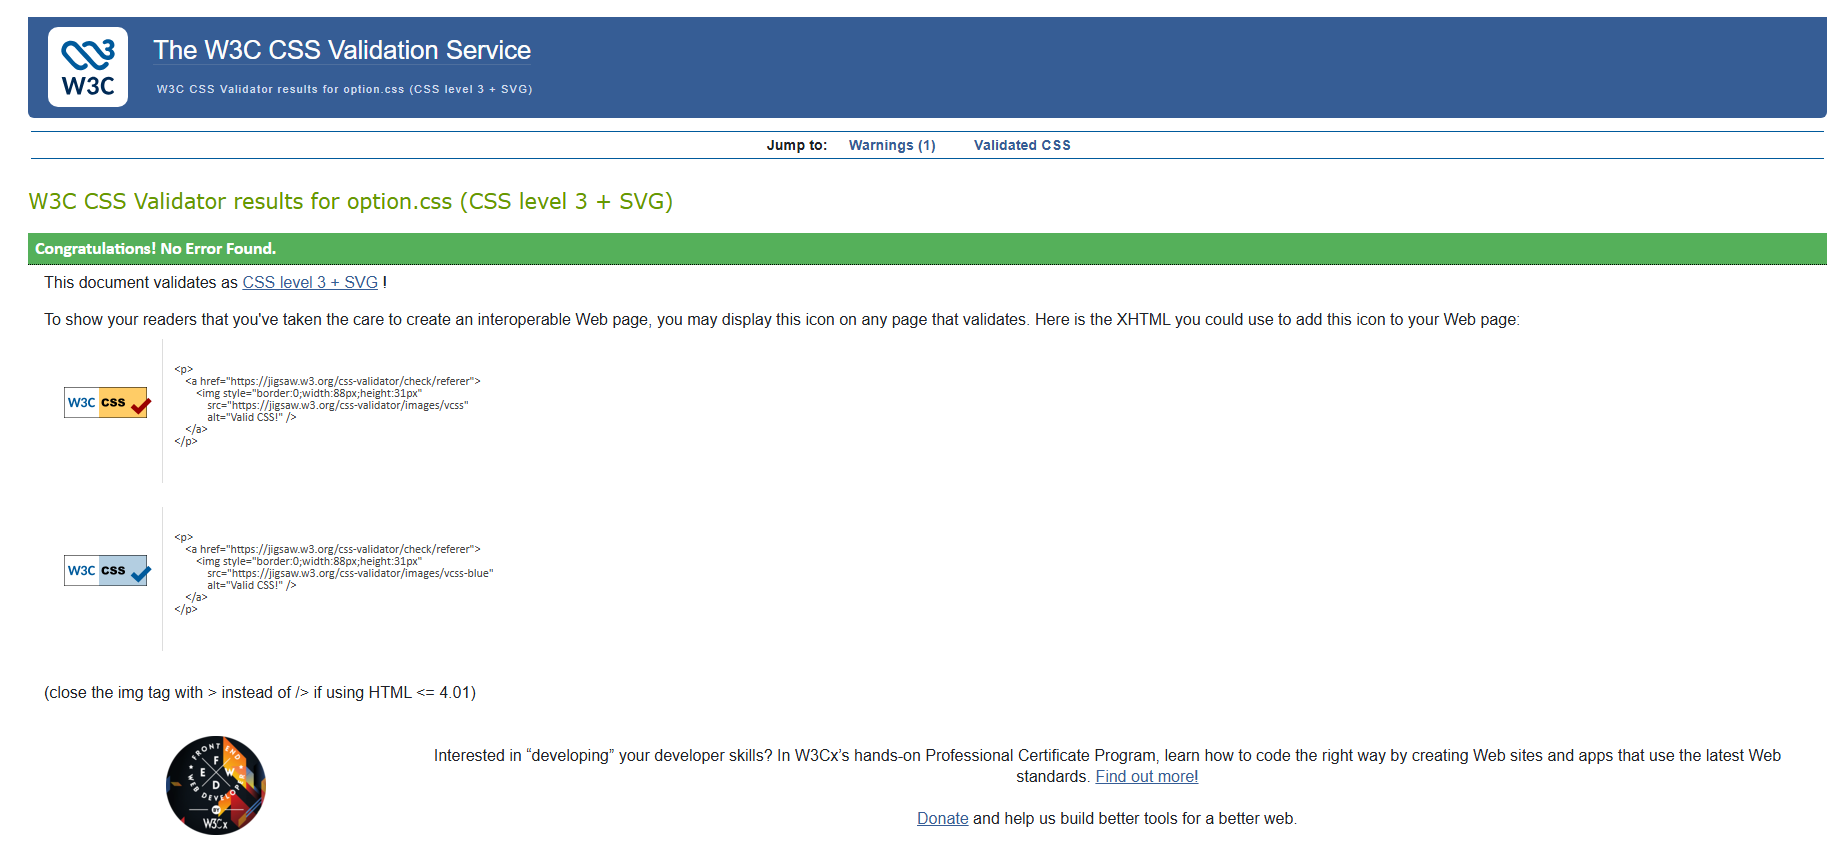 W3C
The W3C CSS Validation Service
W3C CSS Validator results for option.css (CSS level 3 + SVG)
Jump to: Warnings (1) Validated CSS
W3C CSS Validator results for option.css (CSS level 3 + SVG)
Congratulations! No Error Found.
This document validates as CSS level 3 + SVG !
To show your readers that you've taken the care to create an interoperable Web page, you may display this icon on any page that validates. Here is the XHTML you could use to add this icon to your Web page:
W3C css
<p>
<a href="https://jigsaw.w3.org/css-validator/check/referer">
<img style="border:0;width:88px;height:31px"
src="https://jigsaw.w3.org/css-validator/images/vcss"
alt="Valid CSS!" />
</a>
</p>
W3C css
<p>
<a href="https://jigsaw.w3.org/css-validator/check/referer">
<img style="border:0;width:88px;height:31px"
src="https://jigsaw.w3.org/css-validator/images/vcss-blue"
alt="Valid CSS!" />
</a>
</p>
(close the img tag with > instead of /> if using HTML <= 4.01)
FRONT END
F
E W
D
WEB DEVELOPER
BY
W3Cx
Interested in “developing” your developer skills? In W3Cx’s hands-on Professional Certificate Program, learn how to code the right way by creating Web sites and apps that use the latest Web
standards. Find out more!
Donate and help us build better tools for a better web.